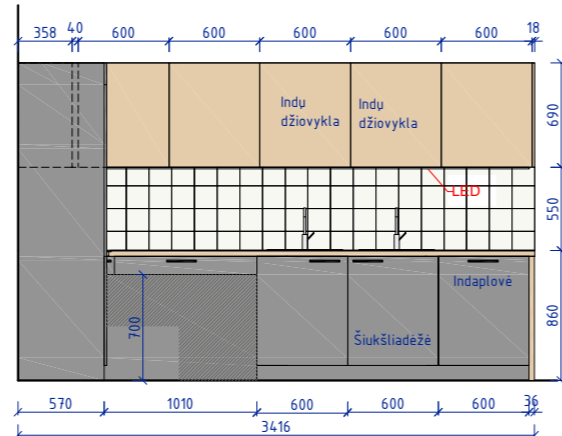 358 40 600 600 600 600 600 18
Indų
džiovykla
Indų
džiovykla
690
LED
550
Indaplovė
700
Šiukšliadėžė
860
570 1010 600 600 600 36
3416